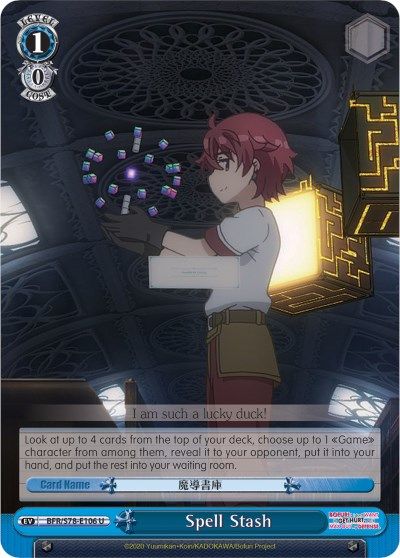 LEVEL
1
0
COST
I am such a lucky duck!
Look at up to 4 cards from the top of your deck, choose up to 1 «Game»
character from among them, reveal it to your opponent, put it into your
hand, and put the rest into your waiting room.
Card Name 魔導書庫
EV BFR/S78-E106 U Spell Stash
©2020 Yuumikan•Koin/KADOKAWA/Bofuri Project